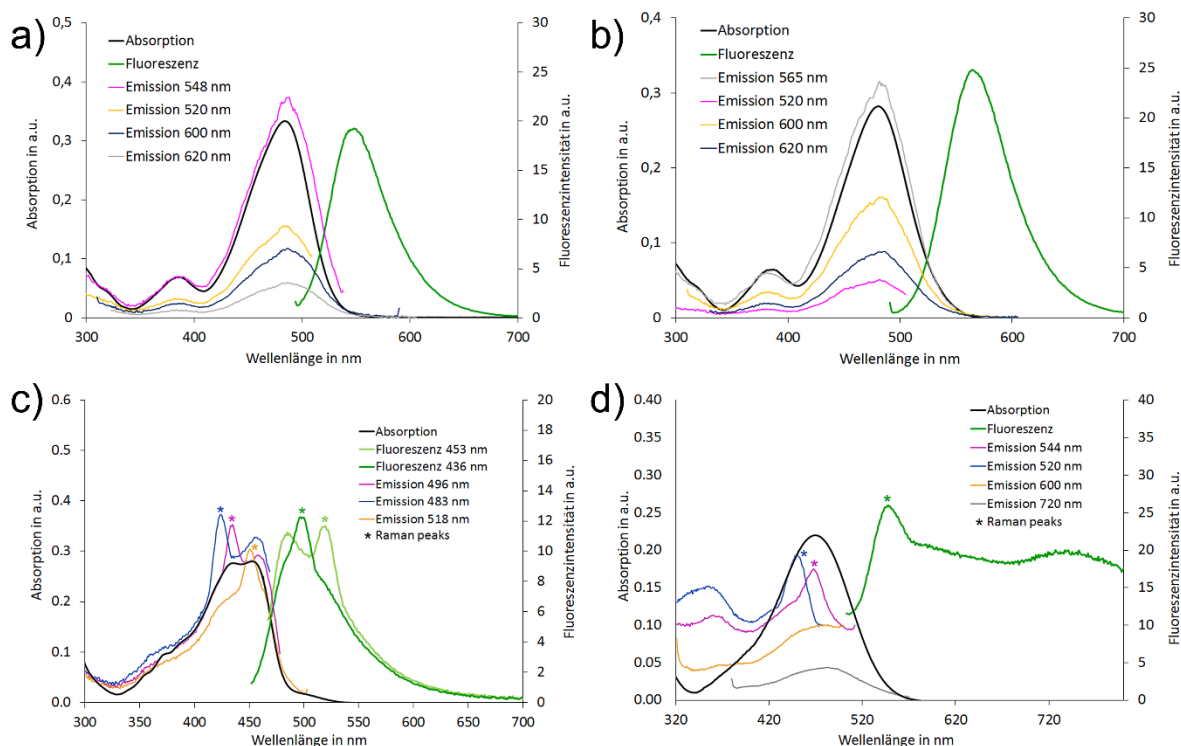 a)
Absorption
Fluoreszenz
Emission 548 nm
Emission 520 nm
Emission 600 nm
Emission 620 nm
0,5
0,4
0,3
0,2
0,1
0
30
25
20
15
10
5
0
300 400 500 600 700
Absorption in a.u.
Fluoreszenzintensität in a.u.
Wellenlänge in nm
b)
Absorption
Fluoreszenz
Emission 565 nm
Emission 520 nm
Emission 600 nm
Emission 620 nm
0,4
0,3
0,2
0,1
0
30
25
20
15
10
5
0
300 400 500 600 700
Absorption in a.u.
Fluoreszenzintensität in a.u.
Wellenlänge in nm
c)
Absorption
Fluoreszenz 453 nm
Fluoreszenz 436 nm
Emission 496 nm
Emission 483 nm
Emission 518 nm
* Raman peaks
0.6
0.5
0.4
0.3
0.2
0.1
0.0
20
18
16
14
12
10
8
6
4
2
0
300 350 400 450 500 550 600 650 700
Absorption in a.u.
Fluoreszenzintensität in a.u.
Wellenlänge in nm
* * * * * *
d)
Absorption
Fluoreszenz
Emission 544 nm
Emission 520 nm
Emission 600 nm
Emission 720 nm
* Raman peaks
0.40
0.35
0.30
0.25
0.20
0.15
0.10
0.05
0.00
40
35
30
25
20
15
10
5
0
320 420 520 620 720
Absorption in a.u.
Fluoreszenzintensität in a.u.
Wellenlänge in nm
* * *